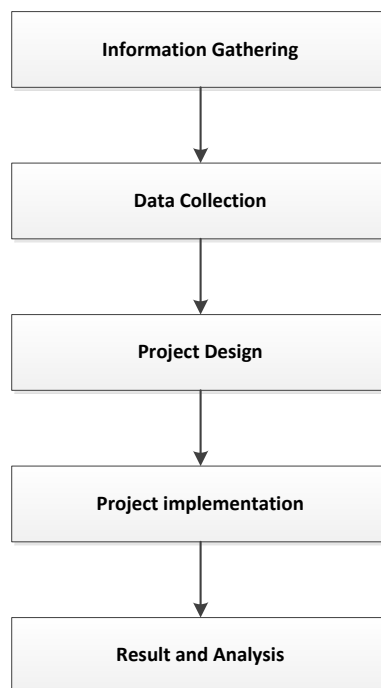 Information Gathering
Data Collection
Project Design
Project implementation
Result and Analysis